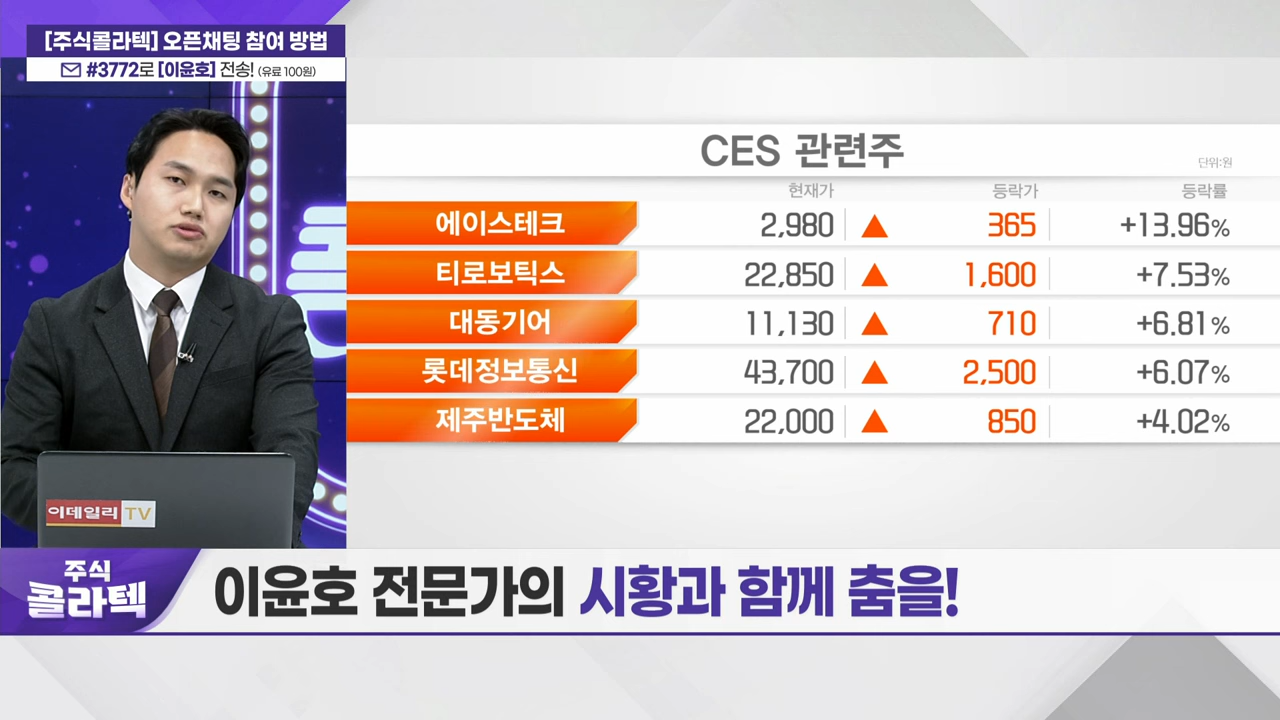 [주식콜라텍] 오픈채팅 참여 방법
#3772로 [이윤호] 전송! (유료 100원)
CES 관련주
단위:원
현재가 등락가 등락률
에이스테크 2,980 ▲ 365 +13.96%
티로보틱스 22,850 ▲ 1,600 +7.53%
대동기어 11,130 ▲ 710 +6.81%
롯데정보통신 43,700 ▲ 2,500 +6.07%
제주반도체 22,000 ▲ 850 +4.02%
이데일리 TV
주식
콜라텍
이윤호 전문가의 시황과 함께 춤을!